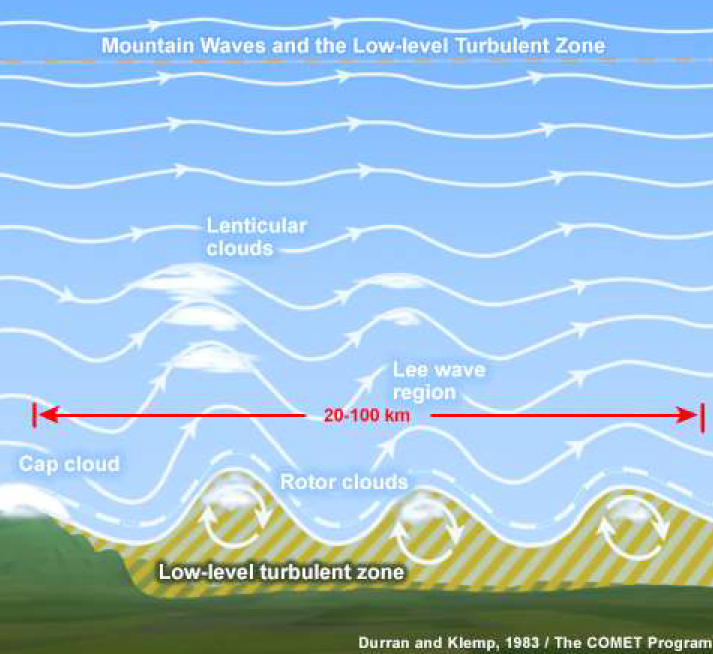 Mountain Waves and the Low-level Turbulent Zone
Lenticular
clouds
Lee wave
region
20-100 km
Cap cloud
Rotor clouds
Low-level turbulent zone
Durran and Klemp, 1983 / The COMET Program